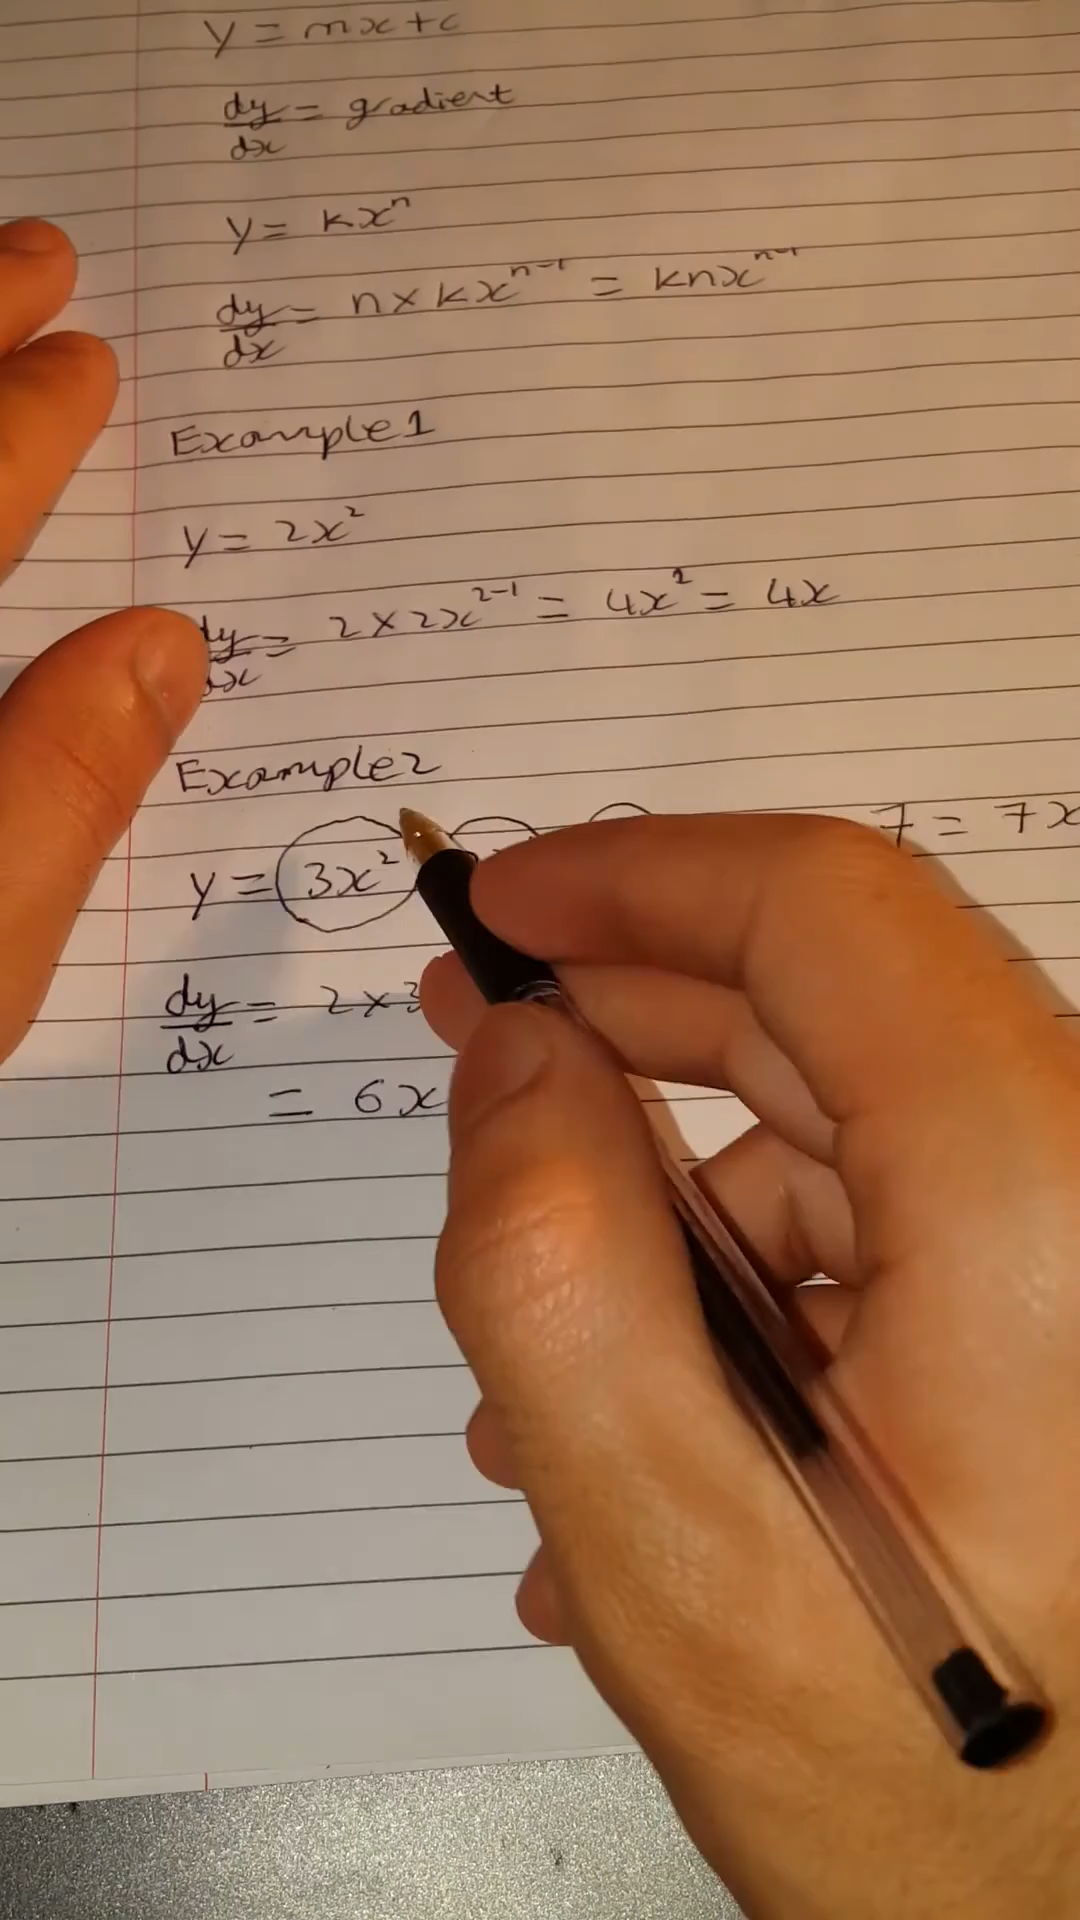 y = mx + c
dy/dx = gradient
y = kxⁿ
dy/dx = n × kxⁿ⁻¹ = knxⁿ⁻¹
Example 1
y = 2x²
dy/dx = 2 × 2x²⁻¹ = 4x¹ = 4x
Example 2
y = 3x² 7 = 7x
dy/dx = 2 × 3
= 6x